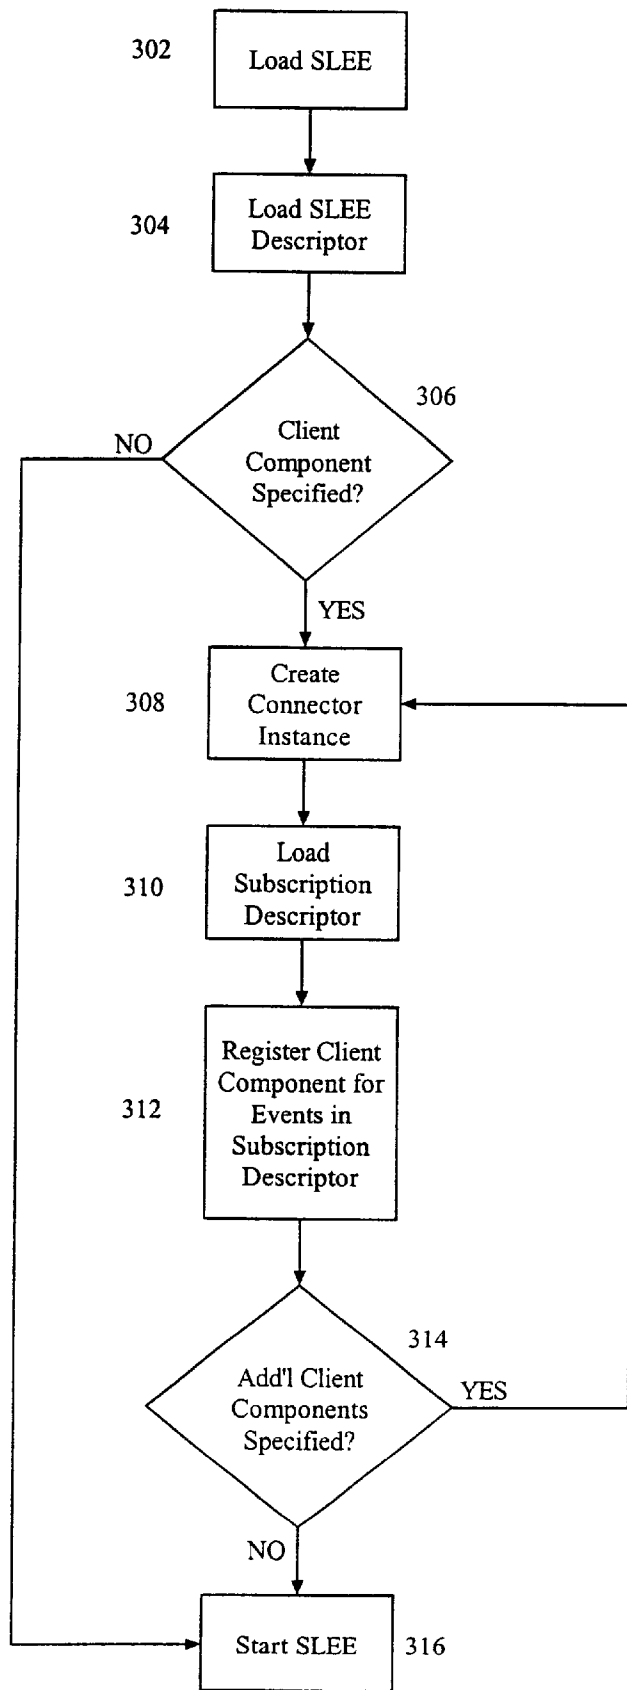 302
Load SLEE
304
Load SLEE
Descriptor
306
Client
Component
Specified?
NO
YES
308
Create
Connector
Instance
310
Load
Subscription
Descriptor
312
Register Client
Component for
Events in
Subscription
Descriptor
314
Add'l Client
Components
Specified?
YES
NO
Start SLEE
316